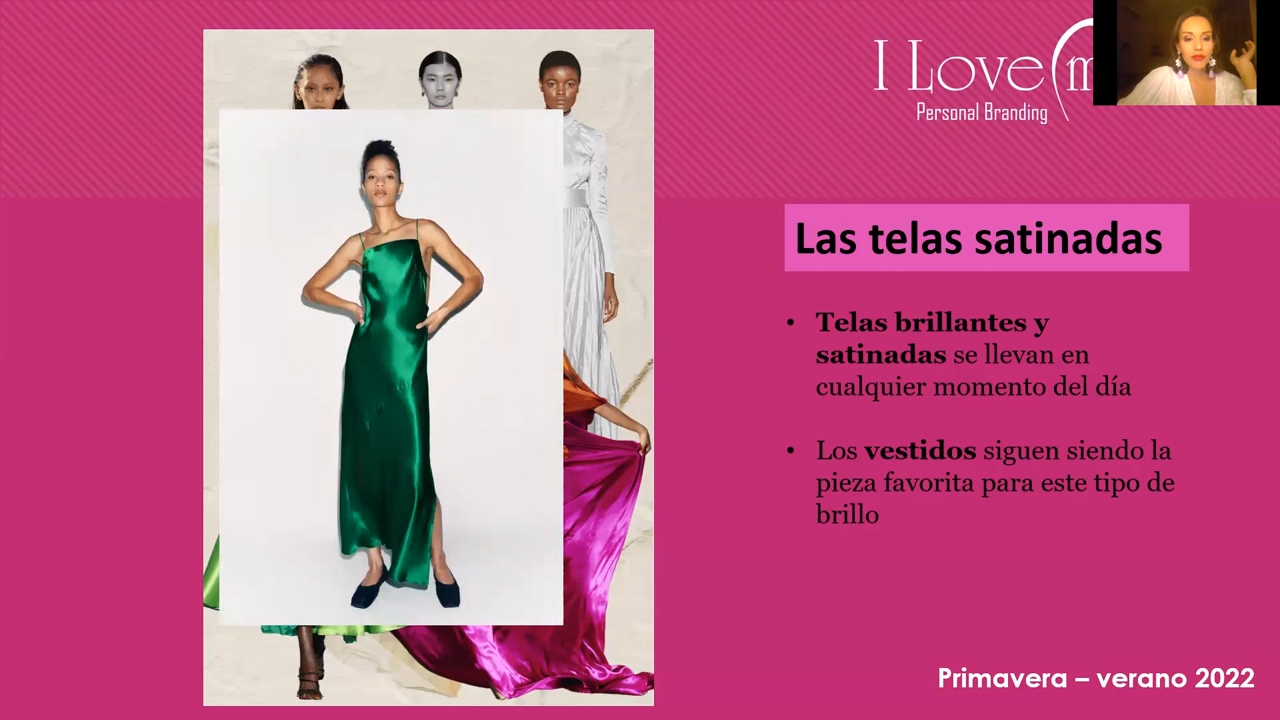 I Love m
Personal Branding
Las telas satinadas
• Telas brillantes y
satinadas se llevan en
cualquier momento del día
• Los vestidos siguen siendo la
pieza favorita para este tipo de
brillo
Primavera – verano 2022